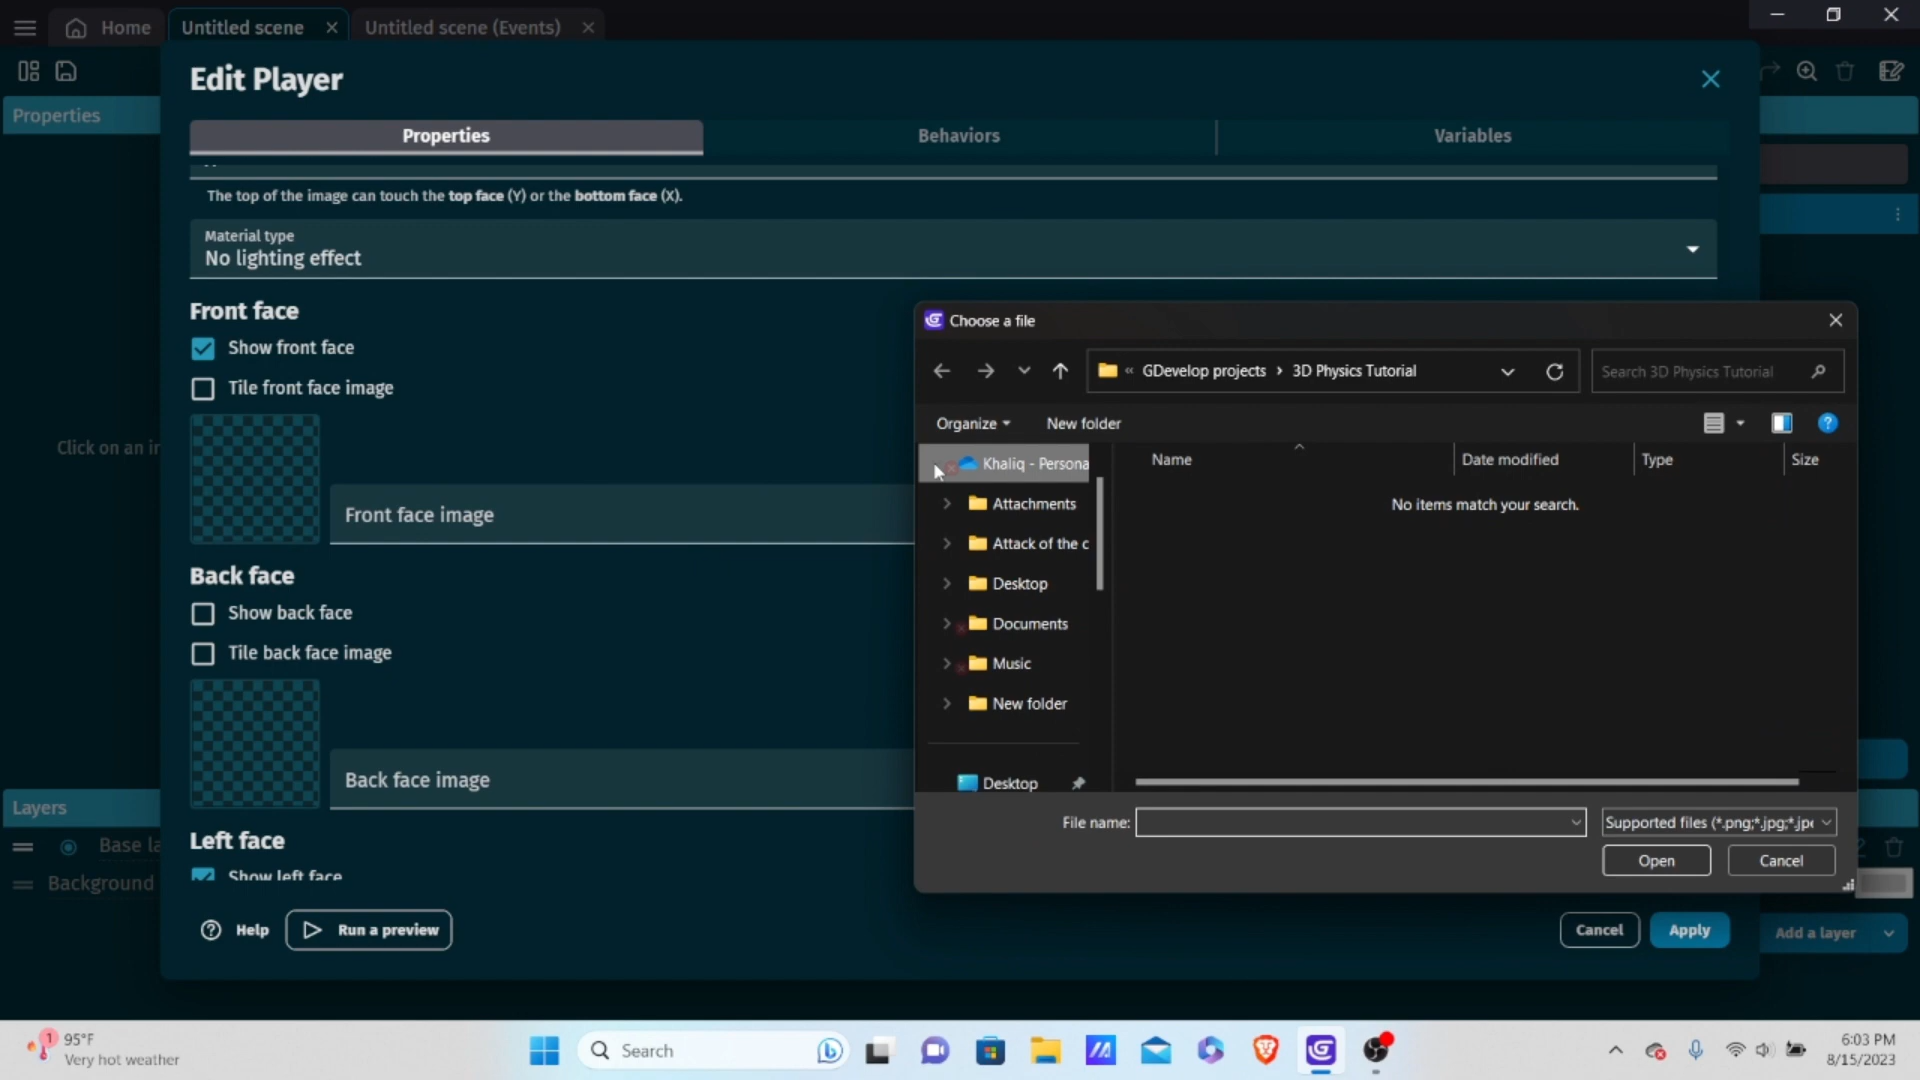 Home
Untitled scene
Untitled scene (Events)
Edit Player
Properties
Properties
Behaviors
Variables
The top of the image can touch the top face (Y) or the bottom face (X).
Material type
No lighting effect
Front face
Show front face
Tile front face image
Click on an in
Front face image
Back face
Show back face
Tile back face image
Back face image
Left face
Show left face
Layers
Base la
Background
Help
Run a preview
Cancel
Apply
Add a layer
Choose a file
« GDevelop projects › 3D Physics Tutorial
Search 3D Physics Tutorial
Organize
New folder
Khaliq - Persona
Attachments
Attack of the c
Desktop
Documents
Music
New folder
Desktop
Name
Date modified
Type
Size
No items match your search.
File name:
Supported files (*.png;*.jpg;*.jpe
Open
Cancel
1
95°F
Very hot weather
Search
6:03 PM
8/15/2023